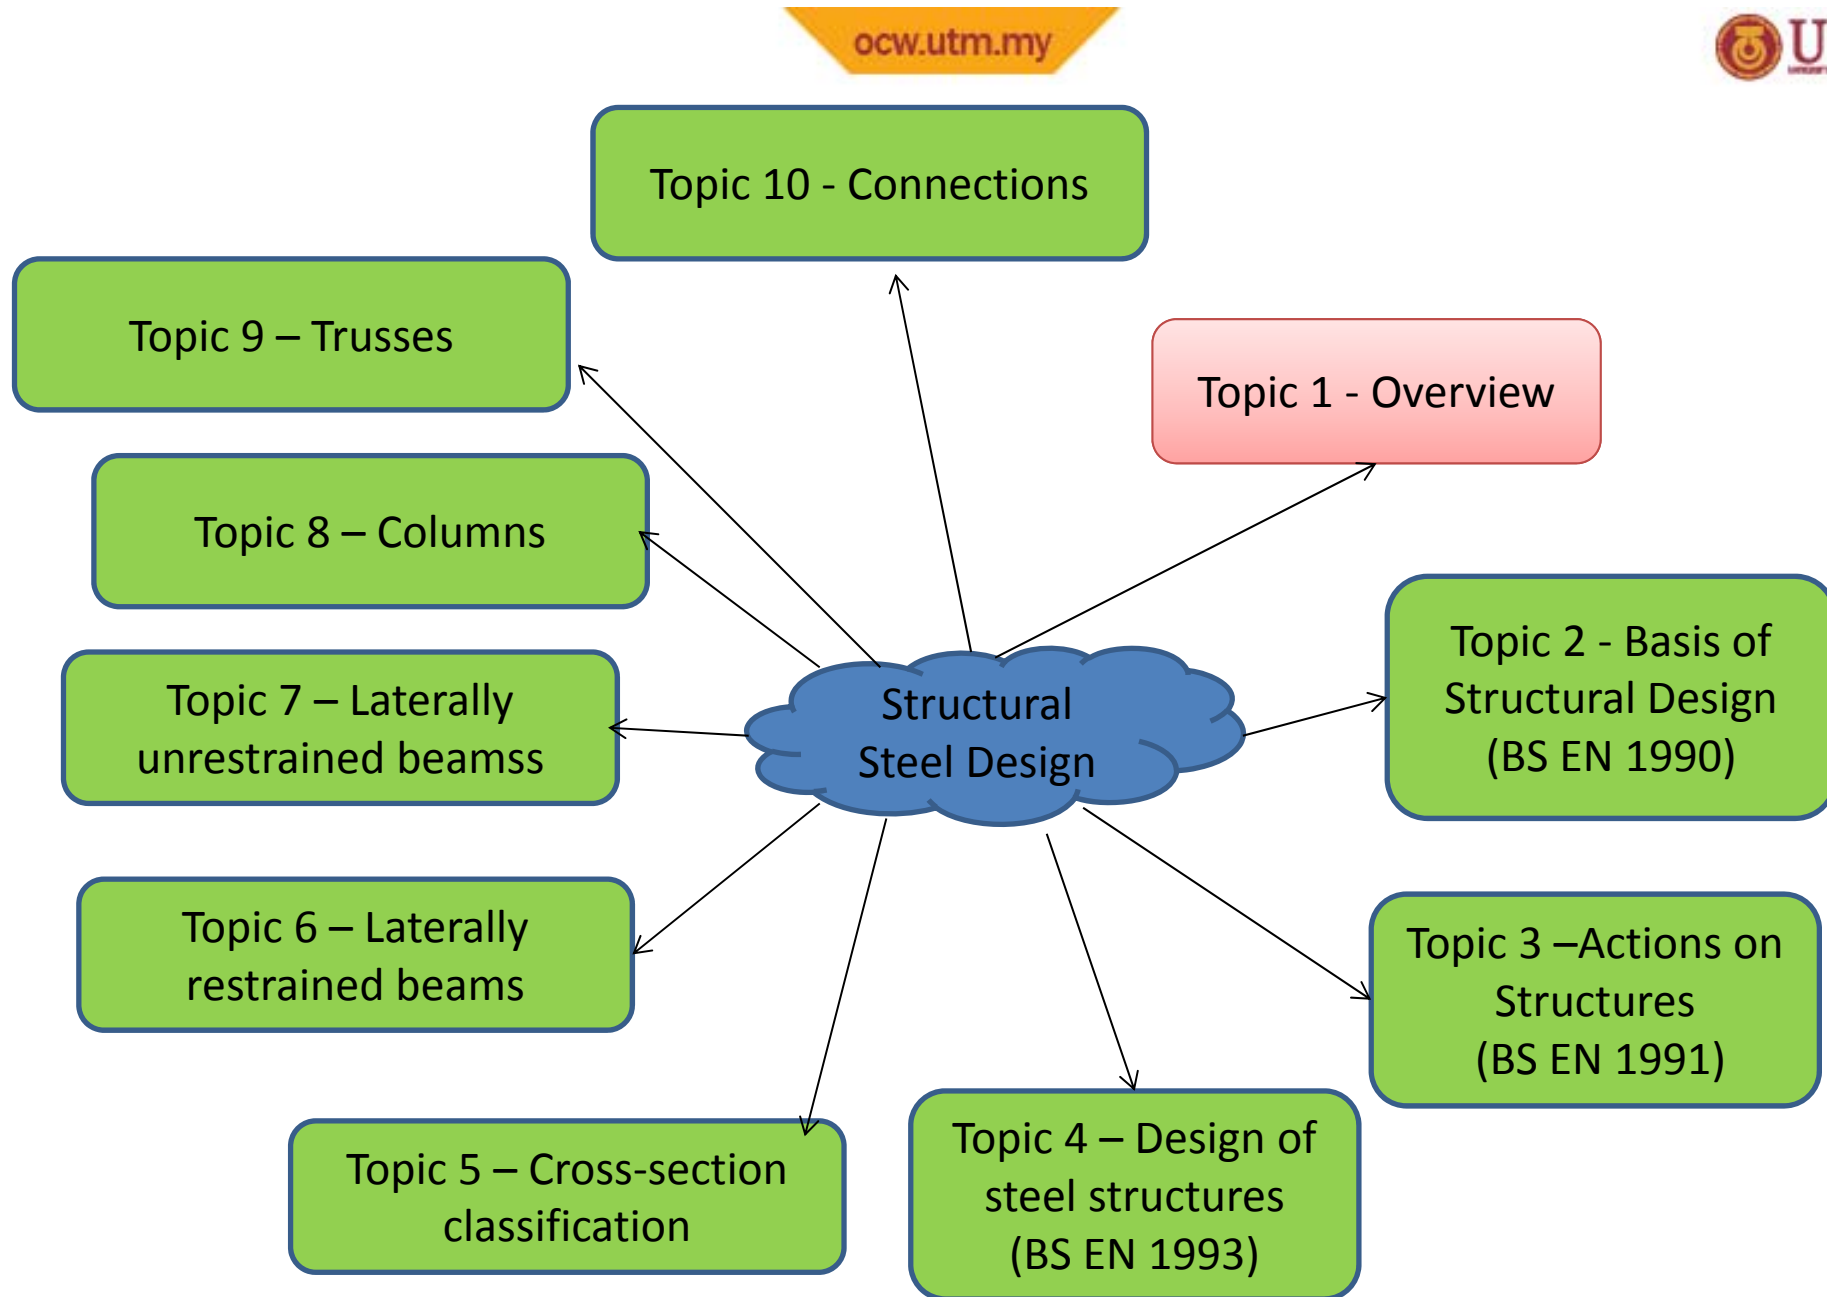 ocw.utm.my
U
Topic 10 - Connections
Topic 9 – Trusses
Topic 1 - Overview
Topic 8 – Columns
Topic 2 - Basis of
Structural Design
(BS EN 1990)
Topic 7 – Laterally
unrestrained beamss
Structural
Steel Design
Topic 6 – Laterally
restrained beams
Topic 3 –Actions on
Structures
(BS EN 1991)
Topic 5 – Cross-section
classification
Topic 4 – Design of
steel structures
(BS EN 1993)